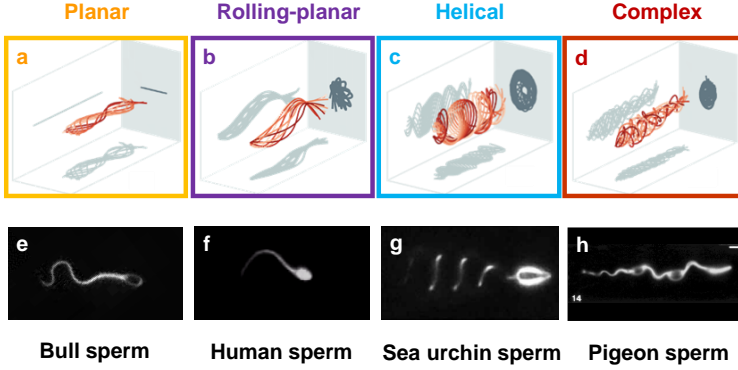 Planar Rolling-planar Helical Complex
a b c d
e f g h
14
Bull sperm Human sperm Sea urchin sperm Pigeon sperm